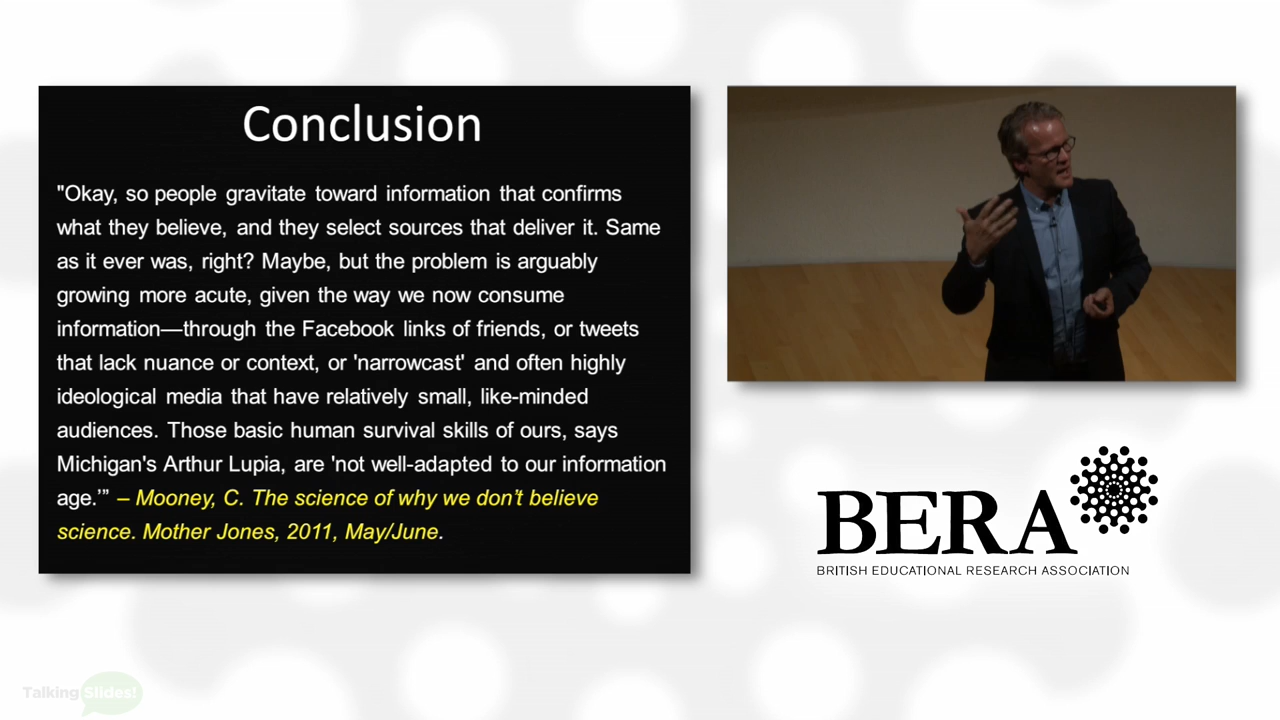 Conclusion
"Okay, so people gravitate toward information that confirms
what they believe, and they select sources that deliver it. Same
as it ever was, right? Maybe, but the problem is arguably
growing more acute, given the way we now consume
information—through the Facebook links of friends, or tweets
that lack nuance or context, or 'narrowcast' and often highly
ideological media that have relatively small, like-minded
audiences. Those basic human survival skills of ours, says
Michigan's Arthur Lupia, are 'not well-adapted to our information
age.'” – Mooney, C. The science of why we don’t believe
science. Mother Jones, 2011, May/June.
BERA
BRITISH EDUCATIONAL RESEARCH ASSOCIATION
Talking Slides!